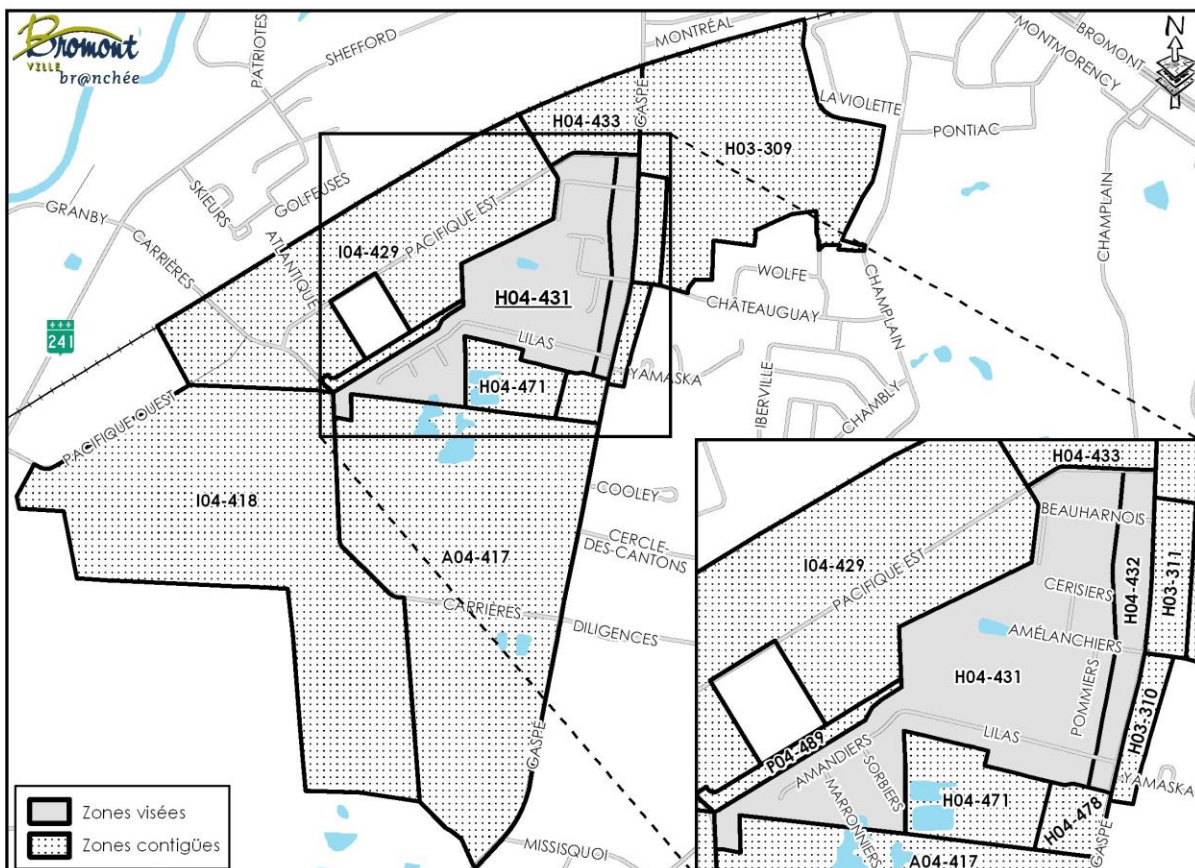 Bromont
VILLE
br@nchée
PATRIOTES
SHEFFORD
MONTRÉAL
GASPÉ
MONTMORENCY
BROMONT
N
LAVIOLETTE
PONTIAC
H04-433
H03-309
SKIEURS
GOLFEUSES
GRANBY
CARRIÈRES
ATLANTIQUE
PACIFIQUE EST
I04-429
CHAMPLAIN
WOLFE
CHÂTEAUGUAY
CHAMPLAIN
H04-431
LILAS
241
YAMASKA
H04-471
IBERVILLE
CHAMBLY
PACIFIQUE OUEST
I04-418
COOLEY
CERCLE-
DES-CANTONS
A04-417
CARRIÈRES
DILIGENCES
GASPÉ
MISSISQUOI
H04-433
BEAUHARNOIS
I04-429
PACIFIQUE EST
H04-432
H03-311
CERISIERS
AMÉLANCHIERS
H04-431
POMMIERS
H03-310
LILAS
P04-489
AMANDIERS
SORBIERS
MARRONNIERS
YAMASKA
H04-471
H04-478
GASPÉ
A04-417
Zones visées
Zones contigües